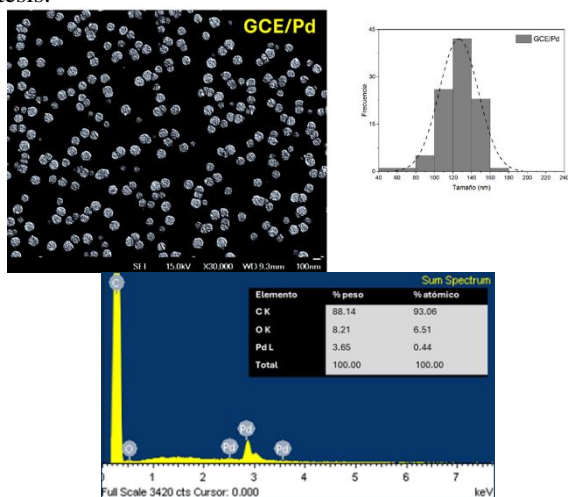 tesis.
GCE/Pd
SEI 15.0kV X30,000 WD 9.3mm 100nm
45
30
15
0
Frecuencia
GCE/Pd
40 60 80 100 120 140 160 180 200 220 240
Tamaño (nm)
Sum Spectrum
Elemento % peso % atómico
C K 88.14 93.06
O K 8.21 6.51
Pd L 3.65 0.44
Total 100.00 100.00
C
O
Pd
Pd
Pd
0 1 2 3 4 5 6 7
Full Scale 3420 cts Cursor: 0.000 keV